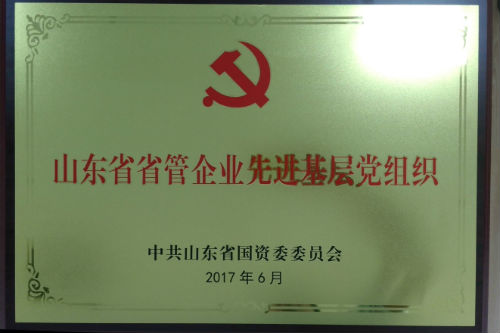 山东省省管企业先进基层党组织
中共山东省国资委委员会
2017年6月